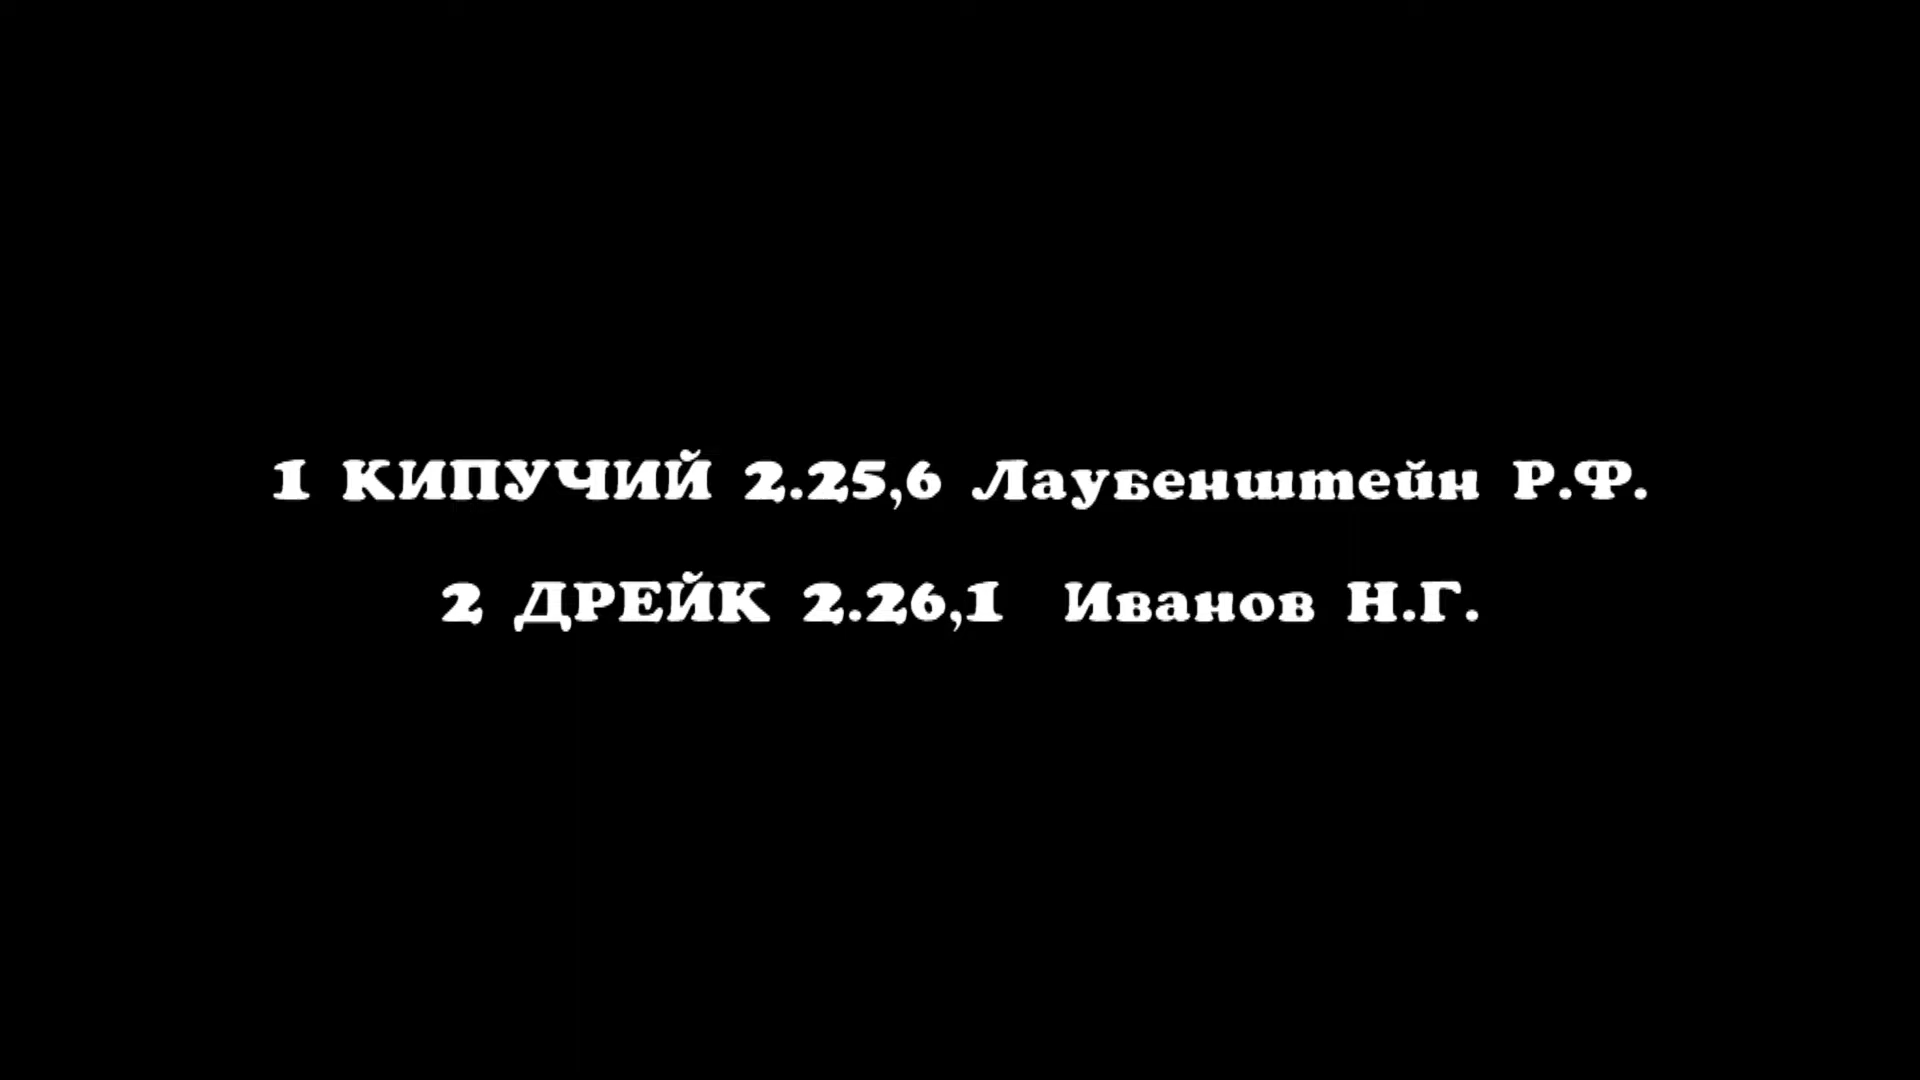 1 КИПУЧИЙ 2.25,6 Лаубенштейн Р.Ф.
2 ДРЕЙК 2.26,1 Иванов Н.Г.